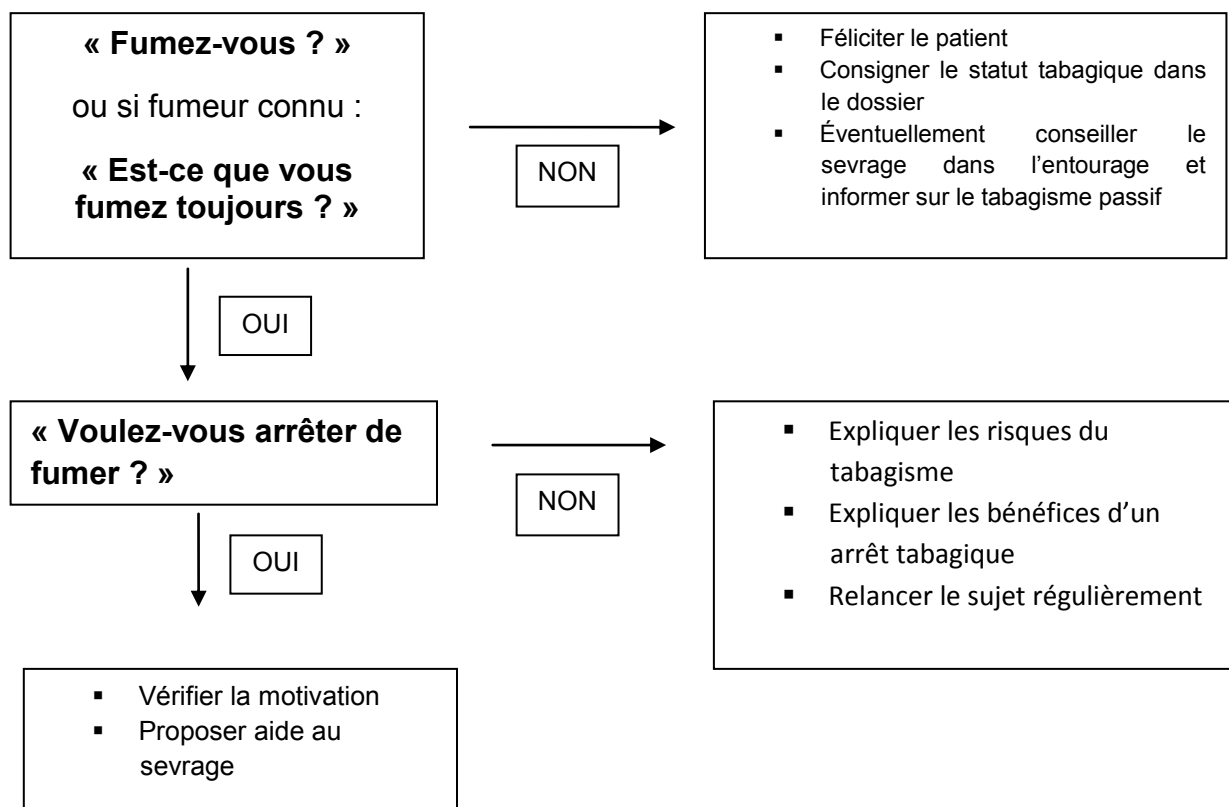 « Fumez-vous ? »
ou si fumeur connu :
« Est-ce que vous
fumez toujours ? »
NON
▪ Féliciter le patient
▪ Consigner le statut tabagique dans
le dossier
▪ Éventuellement conseiller le
sevrage dans l’entourage et
informer sur le tabagisme passif
OUI
« Voulez-vous arrêter de
fumer ? »
NON
▪ Expliquer les risques du
tabagisme
▪ Expliquer les bénéfices d’un
arrêt tabagique
▪ Relancer le sujet régulièrement
OUI
▪ Vérifier la motivation
▪ Proposer aide au
sevrage